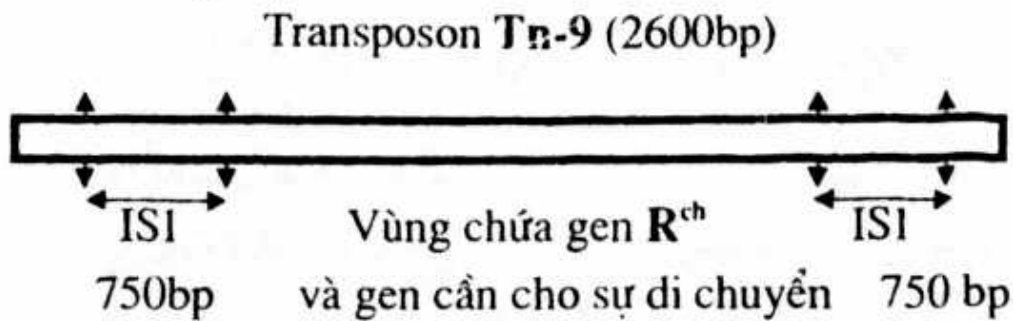 Transposon Tn-9 (2600bp)
IS1 Vùng chứa gen R^ch IS1
750bp và gen cần cho sự di chuyển 750 bp